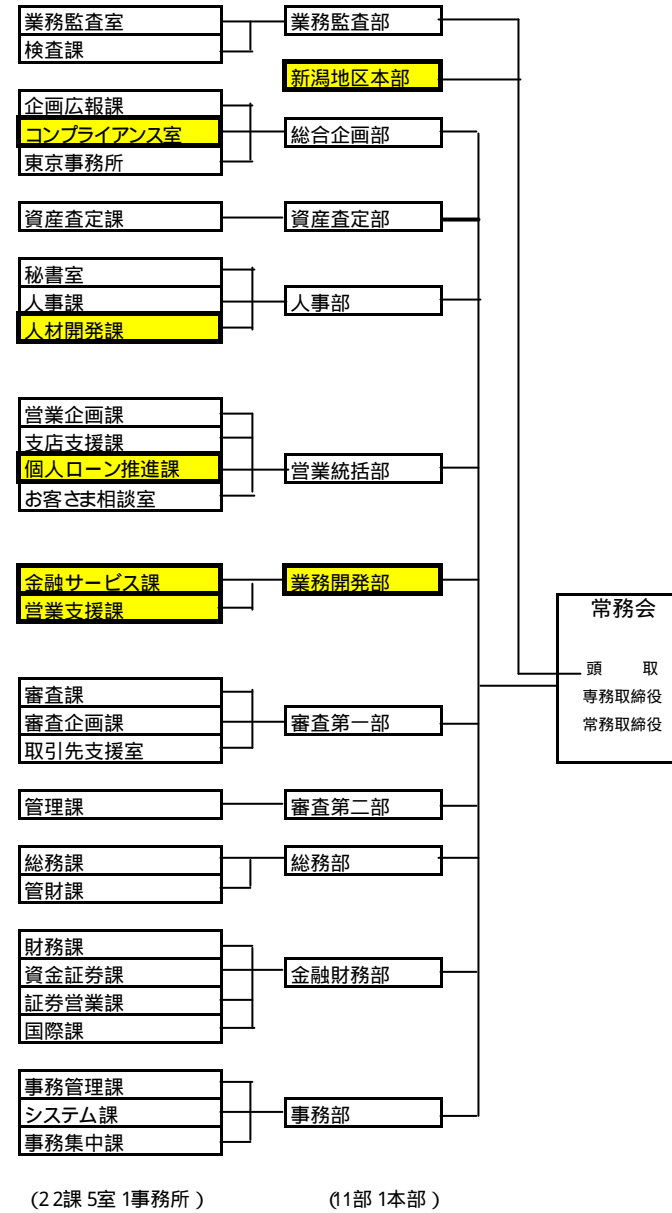 業務監査室
業務監査部
検査課
新潟地区本部
企画広報課
コンプライアンス室
総合企画部
東京事務所
資産査定課
資産査定部
秘書室
人事課
人事部
人材開発課
営業企画課
支店支援課
個人ローン推進課
営業統括部
お客さま相談室
金融サービス課
業務開発部
営業支援課
常務会
頭 取
専務取締役
常務取締役
審査課
審査企画課
審査第一部
取引先支援室
管理課
審査第二部
総務課
総務部
管財課
財務課
資金証券課
金融財務部
証券営業課
国際課
事務管理課
システム課
事務部
事務集中課
(22課 5室 1事務所)
(11部 1本部)